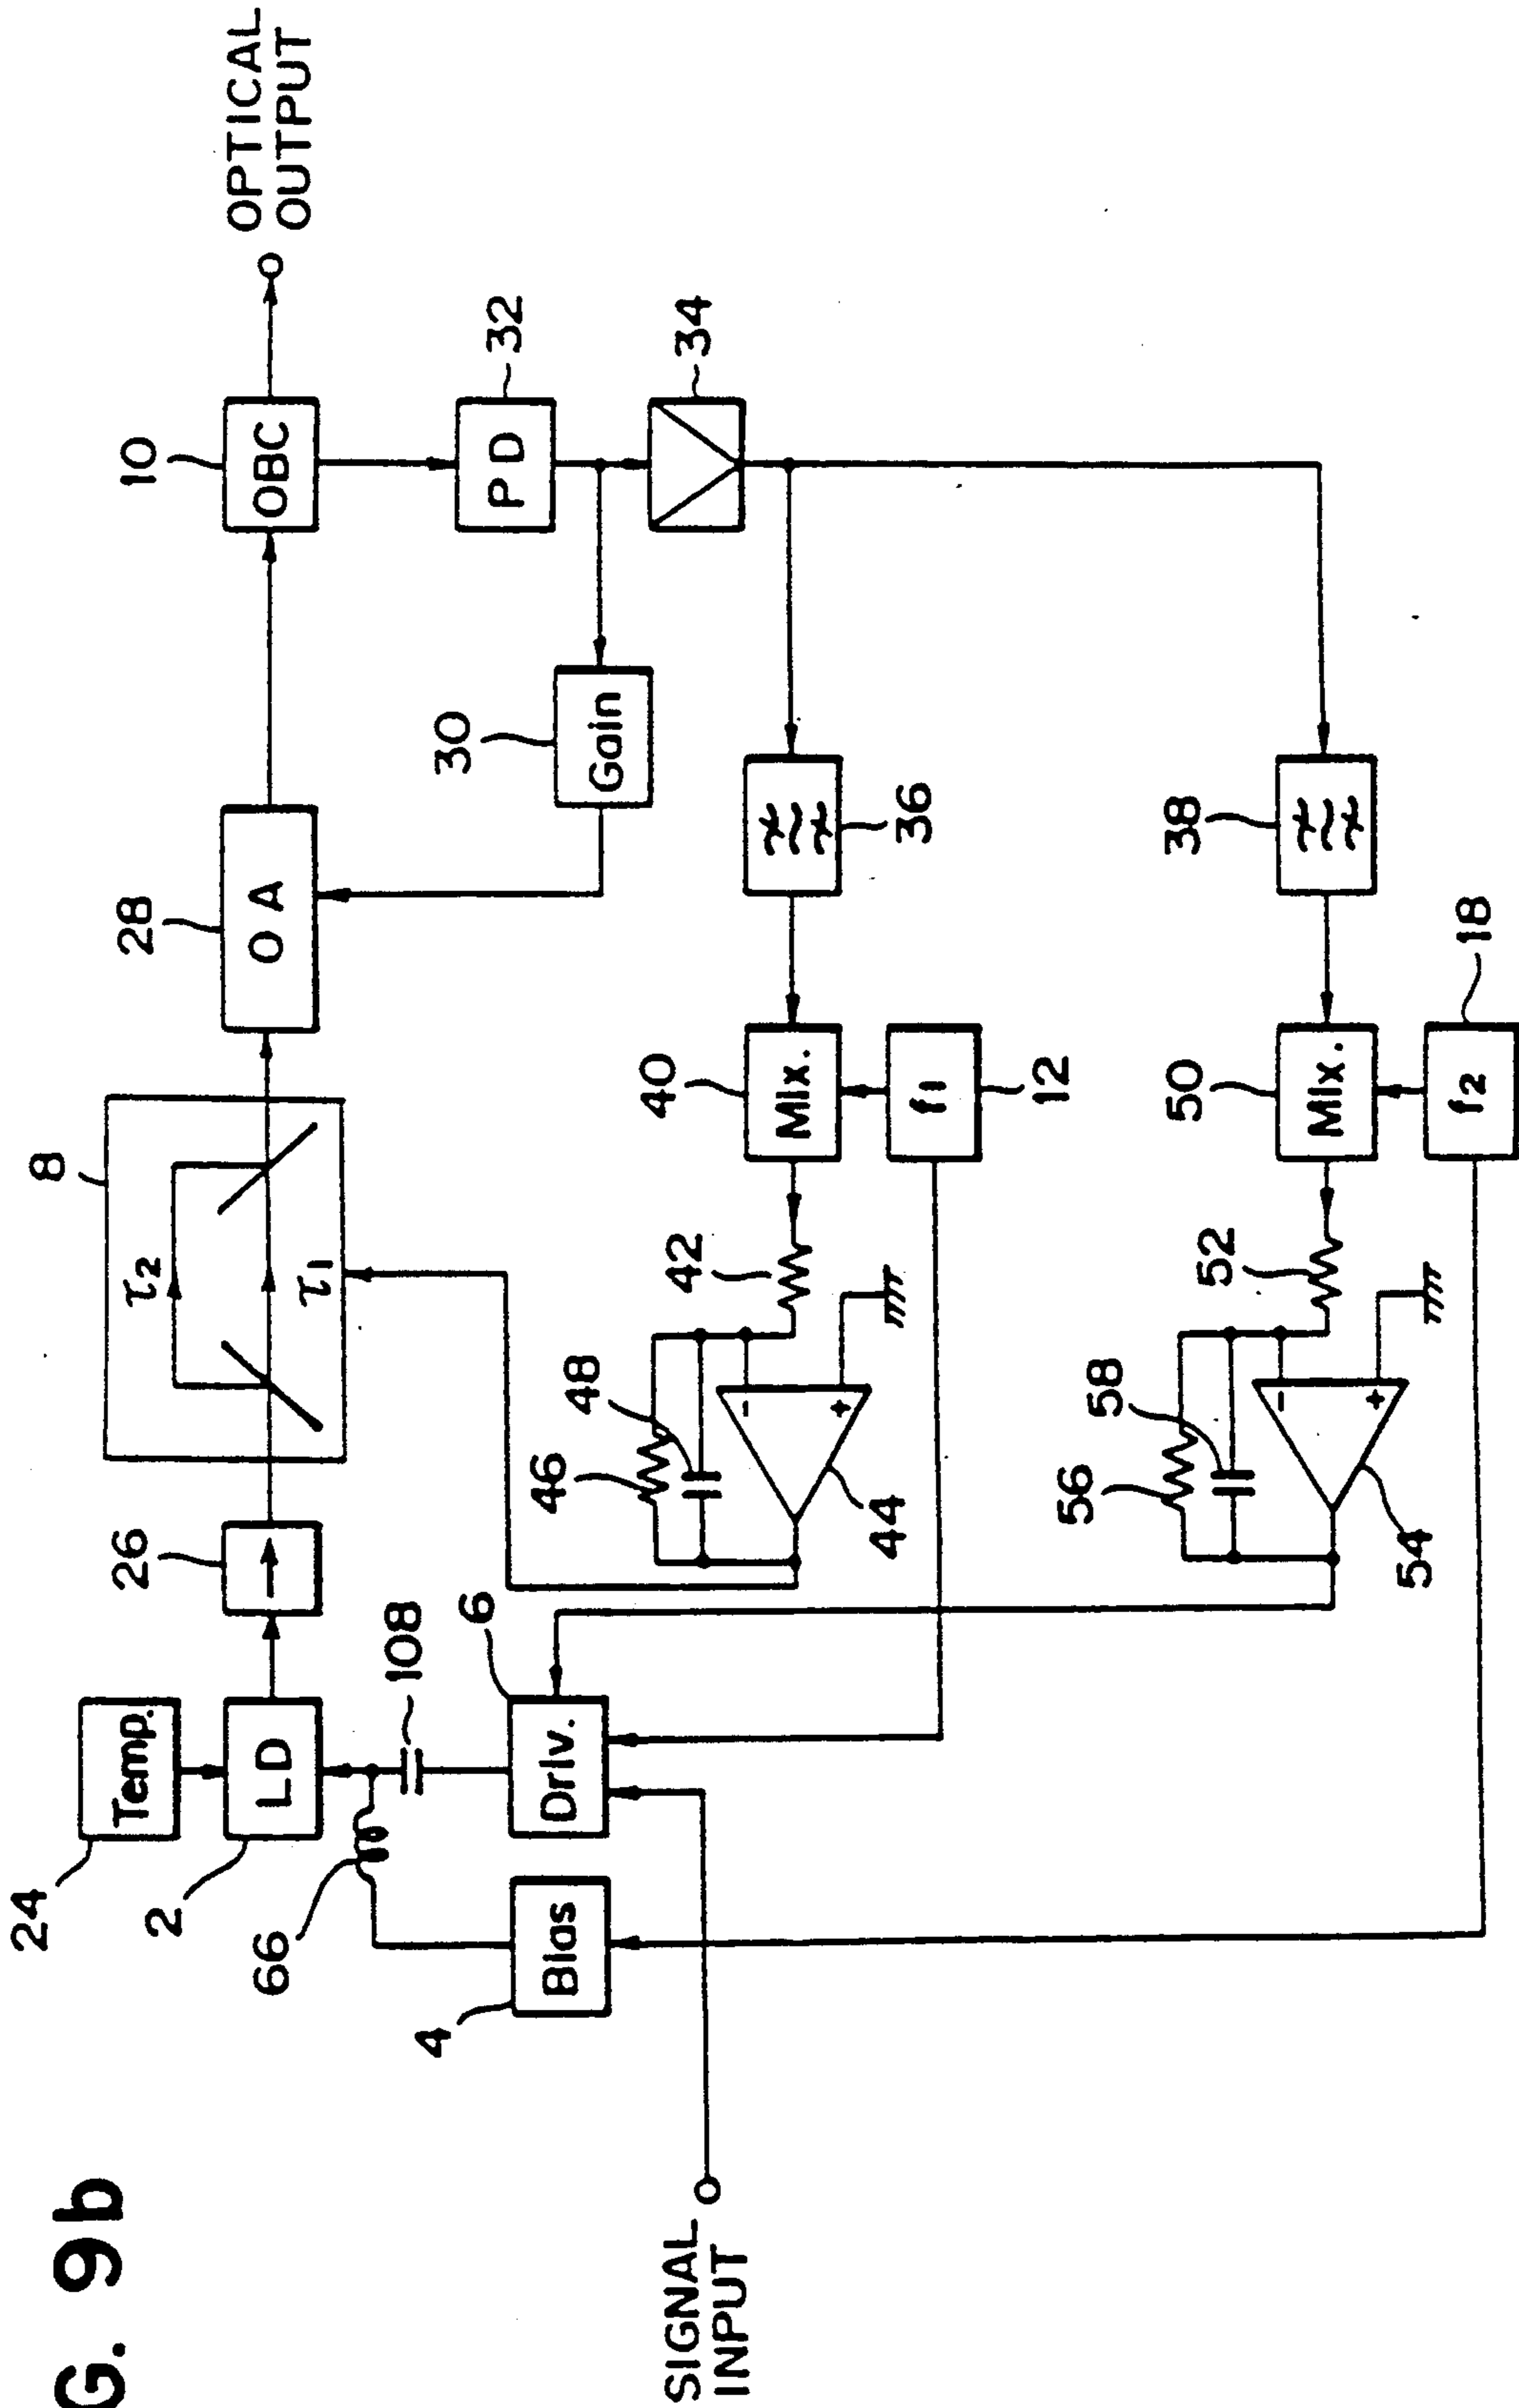 G. 9b
24
Temp.
2
LD
66
108
4
Bias
6
Driv.
SIGNAL
INPUT
26
8
τ2
τ1
28
OA
30
Gain
10
OBC
OPTICAL
OUTPUT
32
PD
34
36
40
Mix.
f1
12
42
48
46
-
+
44
38
50
Mix.
f2
18
52
58
56
-
+
54